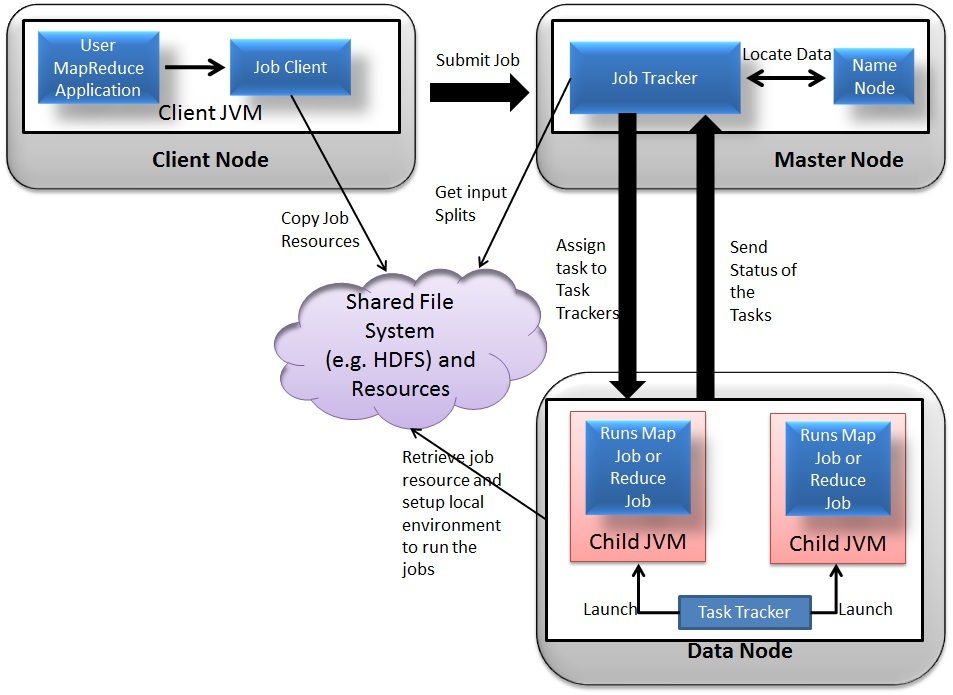 User
MapReduce
Application
Job Client
Client JVM
Client Node
Submit Job
Job Tracker
Locate Data
Name
Node
Master Node
Copy Job
Resources
Get input
Splits
Assign
task to
Task
Trackers
Send
Status of
the
Tasks
Shared File
System
(e.g. HDFS) and
Resources
Retrieve job
resource and
setup local
environment
to run the
jobs
Runs Map
Job or
Reduce
Job
Child JVM
Runs Map
Job or
Reduce
Job
Child JVM
Launch
Task Tracker
Launch
Data Node